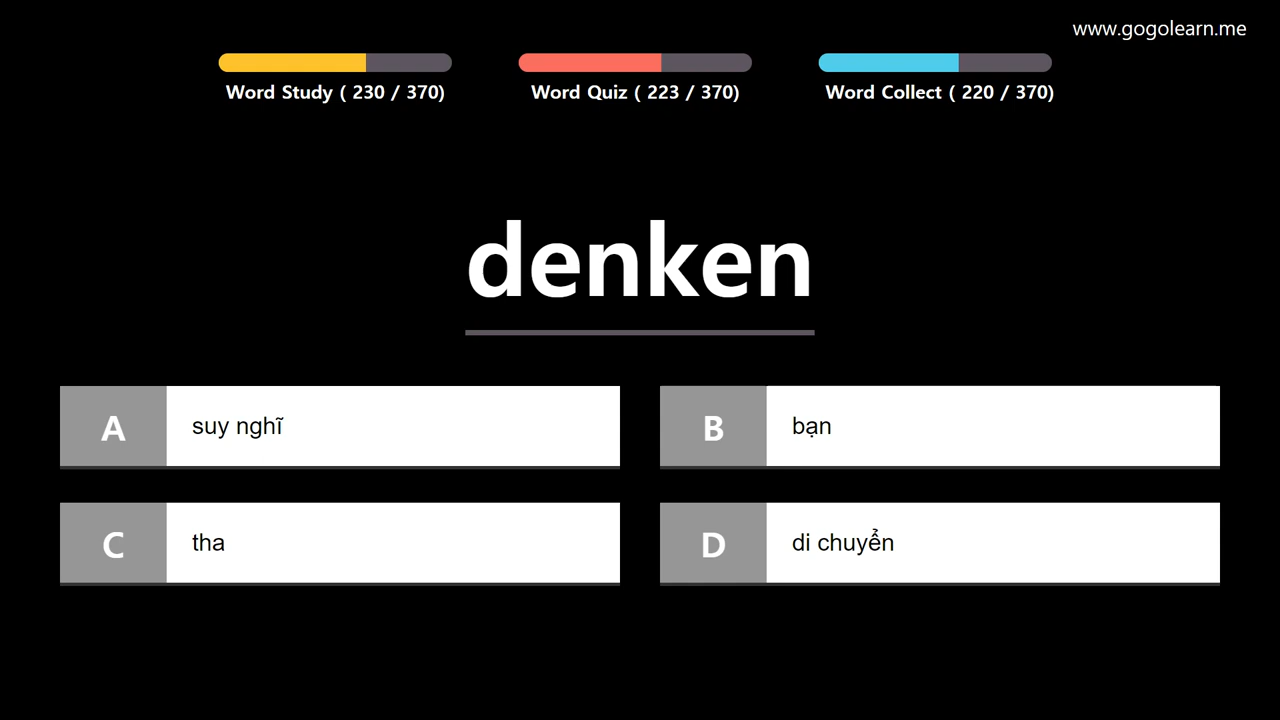 www.gogolearn.me
Word Study ( 230 / 370)
Word Quiz ( 223 / 370)
Word Collect ( 220 / 370)
denken
A
suy nghĩ
B
bạn
C
tha
D
di chuyển